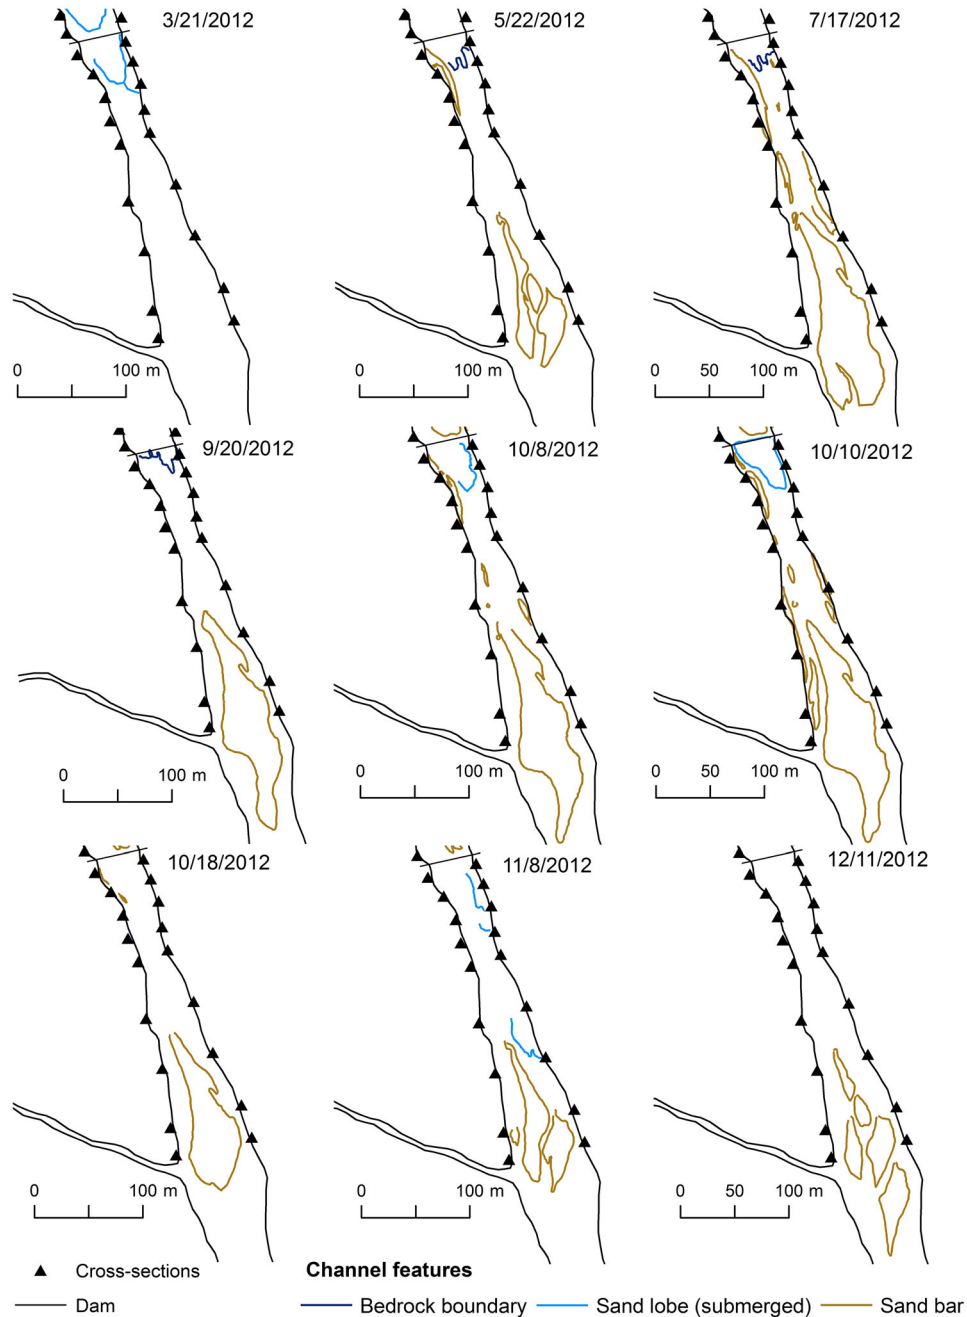 3/21/2012
5/22/2012
7/17/2012
0 100 m
0 100 m
0 50 100 m
9/20/2012
10/8/2012
10/10/2012
0 100 m
0 100 m
0 50 100 m
10/18/2012
11/8/2012
12/11/2012
0 100 m
0 100 m
0 50 100 m
Cross-sections
Channel features
Dam
Bedrock boundary
Sand lobe (submerged)
Sand bar